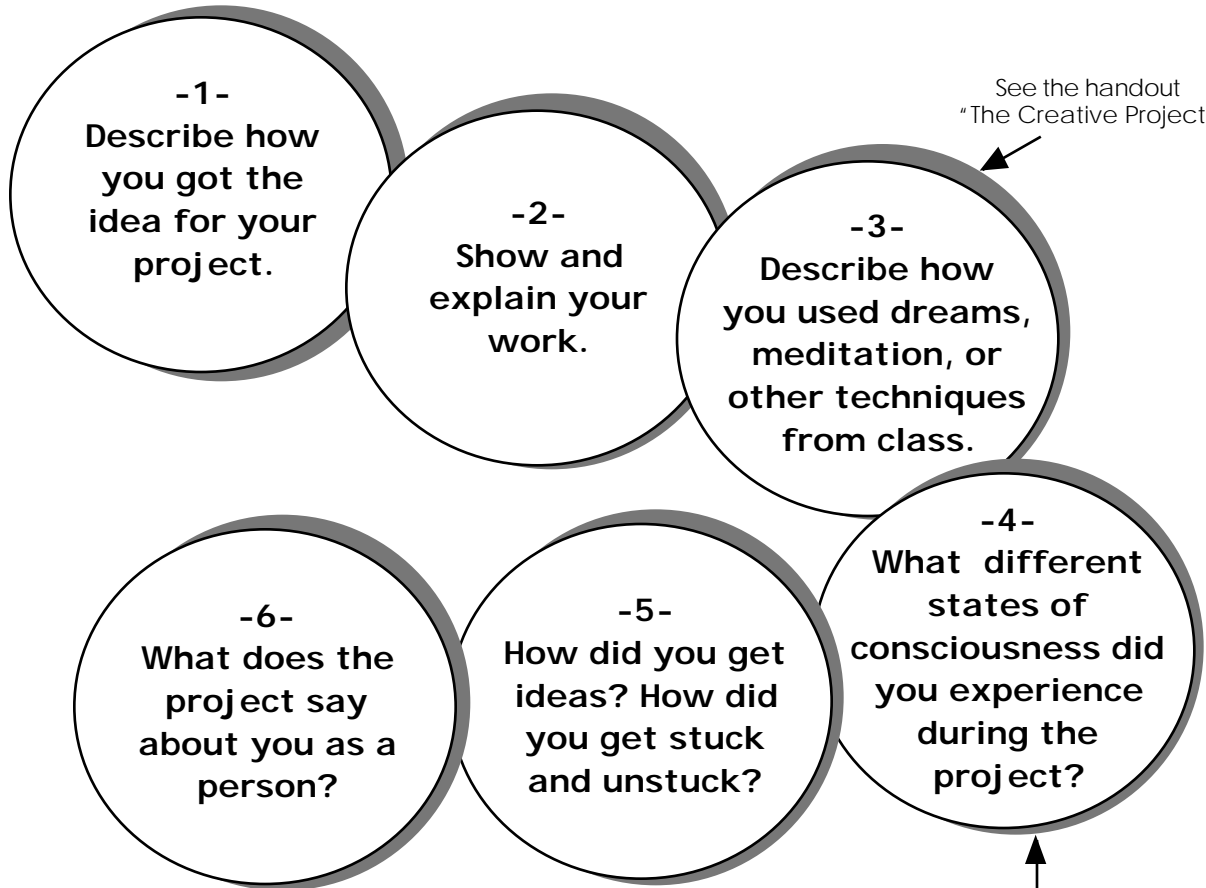 -1-
Describe how
you got the
idea for your
project.
-2-
Show and
explain your
work.
See the handout
"The Creative Project
-3-
Describe how
you used dreams,
meditation, or
other techniques
from class.
-4-
What different
states of
consciousness did
you experience
during the
project?
-5-
How did you get
ideas? How did
you get stuck
and unstuck?
-6-
What does the
project say
about you as a
person?